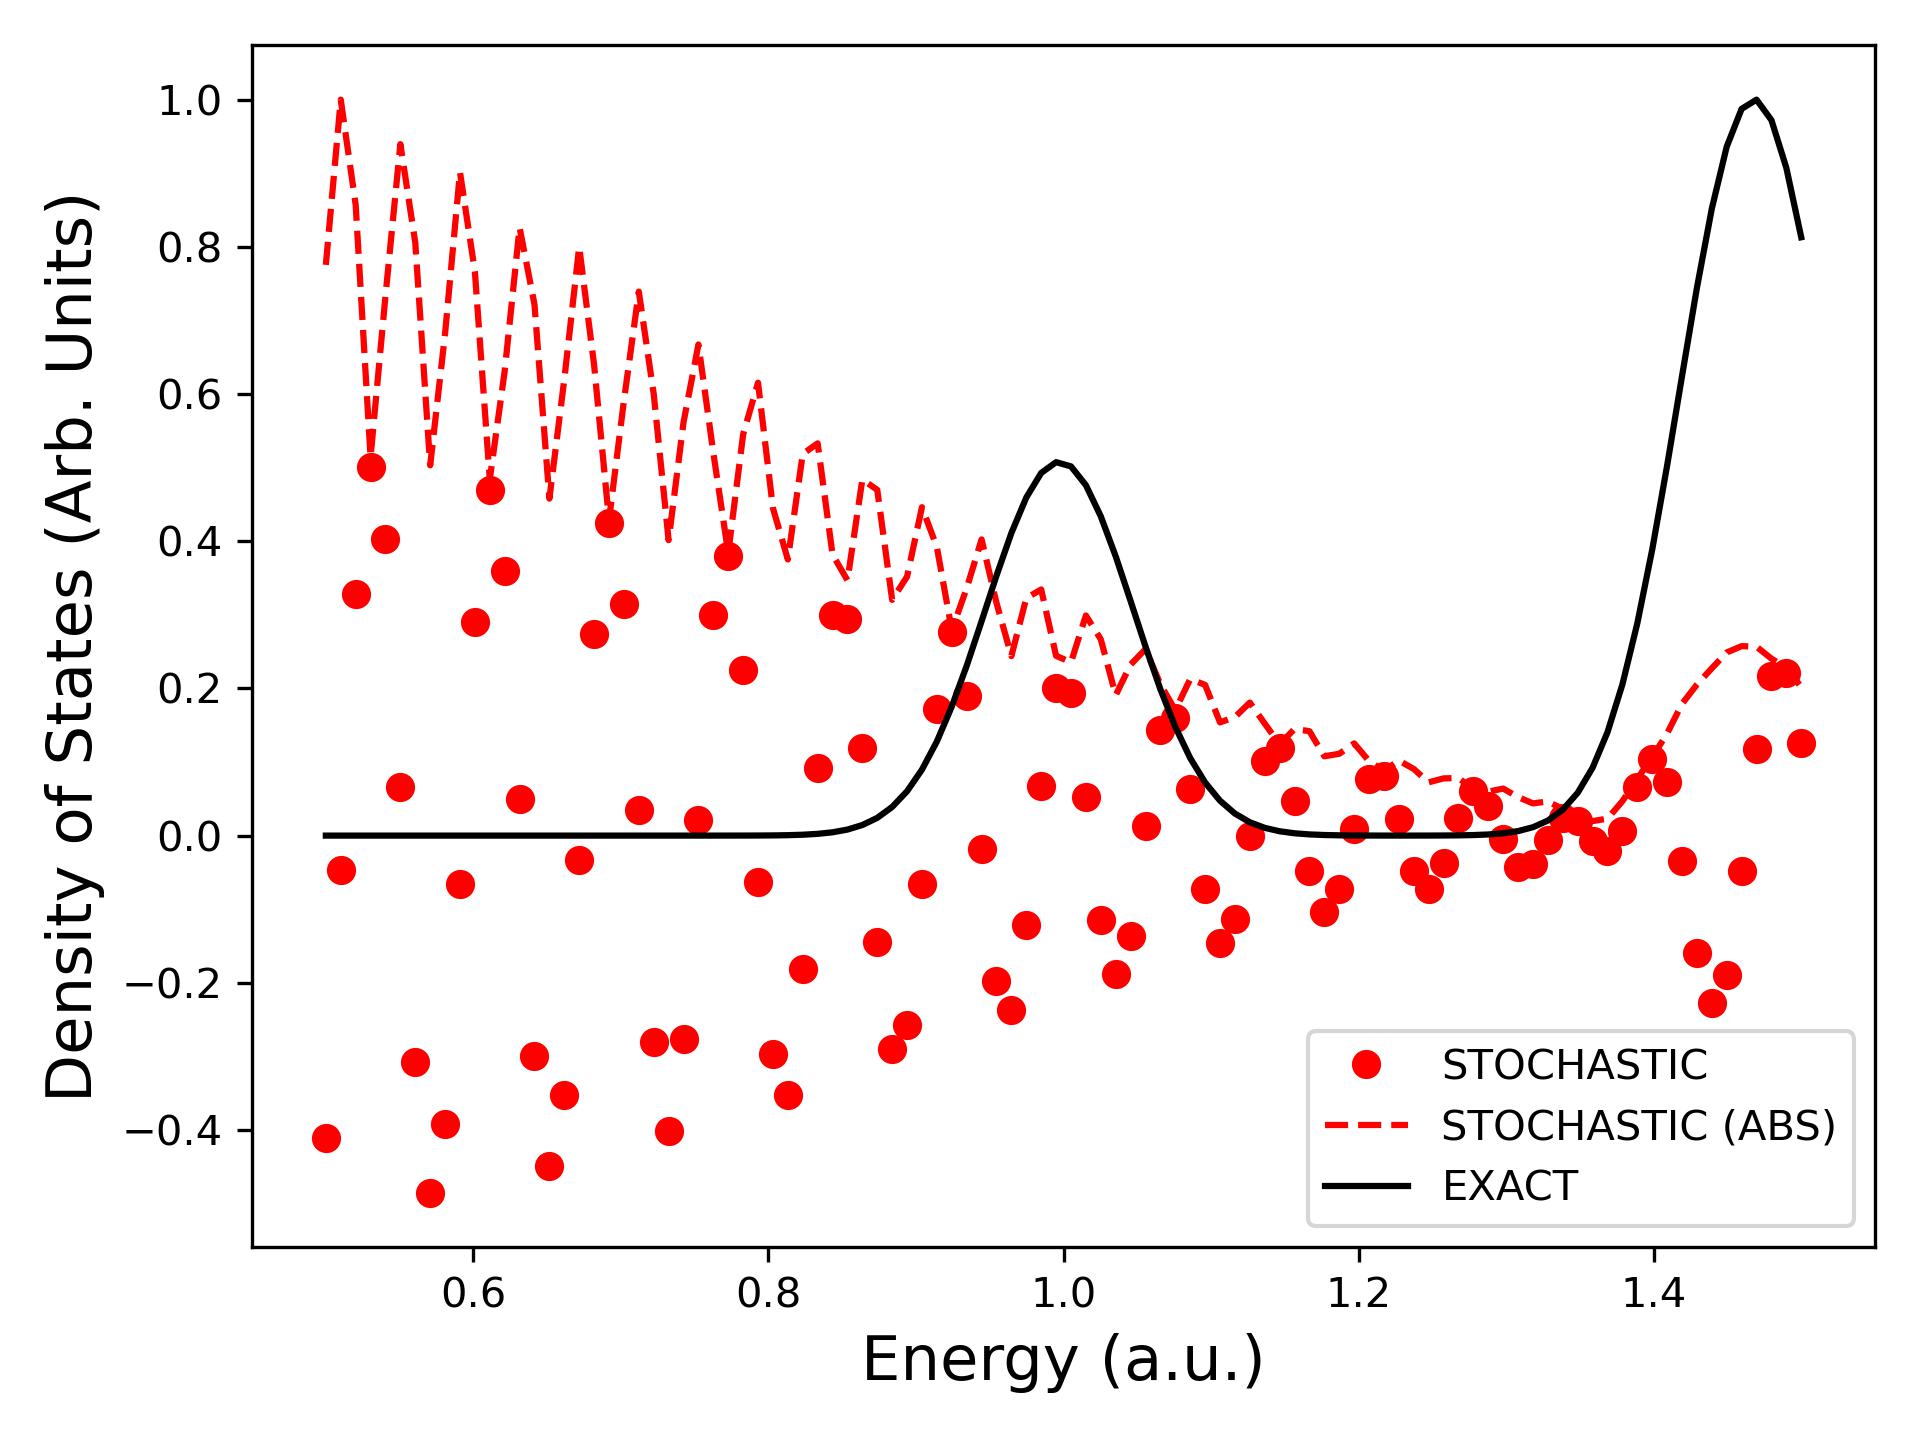 1.0
0.8
0.6
0.4
0.2
0.0
−0.2
−0.4
Density of States (Arb. Units)
STOCHASTIC
STOCHASTIC (ABS)
EXACT
0.6 0.8 1.0 1.2 1.4
Energy (a.u.)